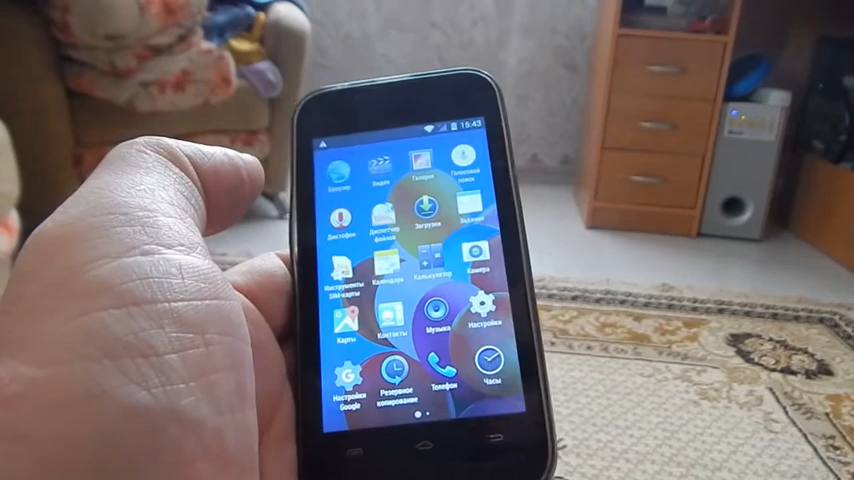 15:43
Браузер
Видео
Галерея
Голосовой
поиск
Диктофон
Диспетчер
файлов
Загрузки
Задания
Инструменты
SIM-карты
Календарь
Калькулятор
Камера
Карты
Контакты
Музыка
Настройки
Настройки
Google
Резервное
копирование
Телефон
Часы